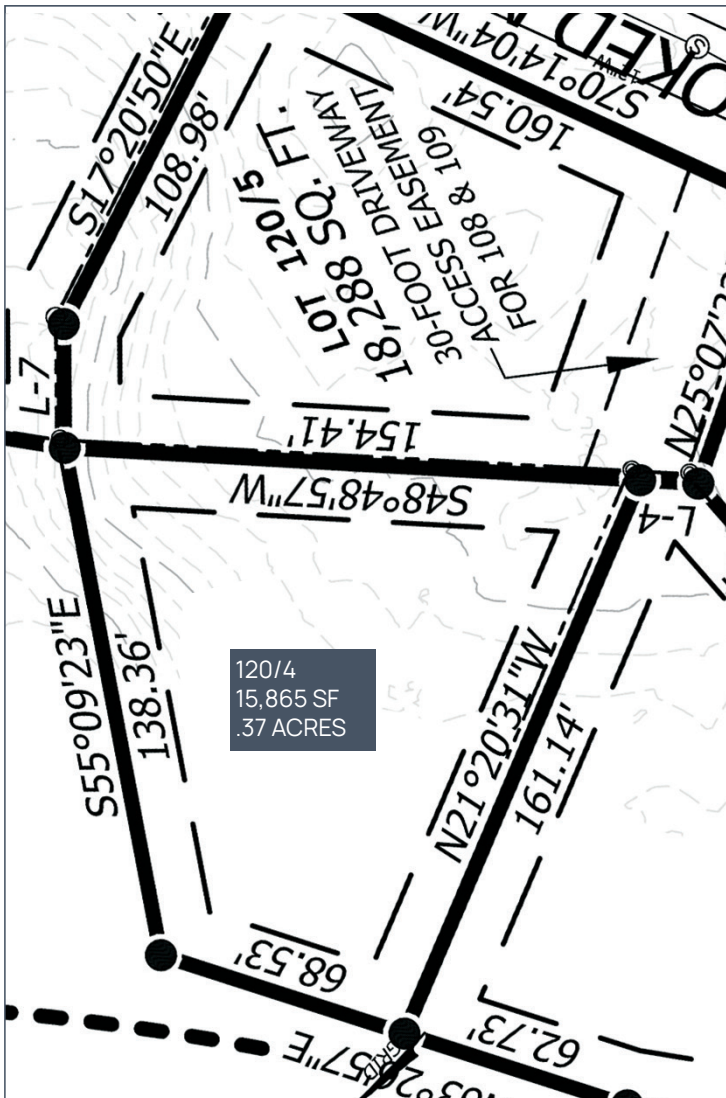 S17°20'50"E
108.98'
S70°14'04"W
160.54'
LOT 120/5
18,288 SQ. FT.
30-FOOT DRIVEWAY
ACCESS EASEMENT
FOR 108 & 109
L-7
154.41'
S48°48'57"W
L-4
S55°09'23"E
138.36'
120/4
15,865 SF
.37 ACRES
N21°20'31"W
161.14'
68.53'
62.73'
GRID
S